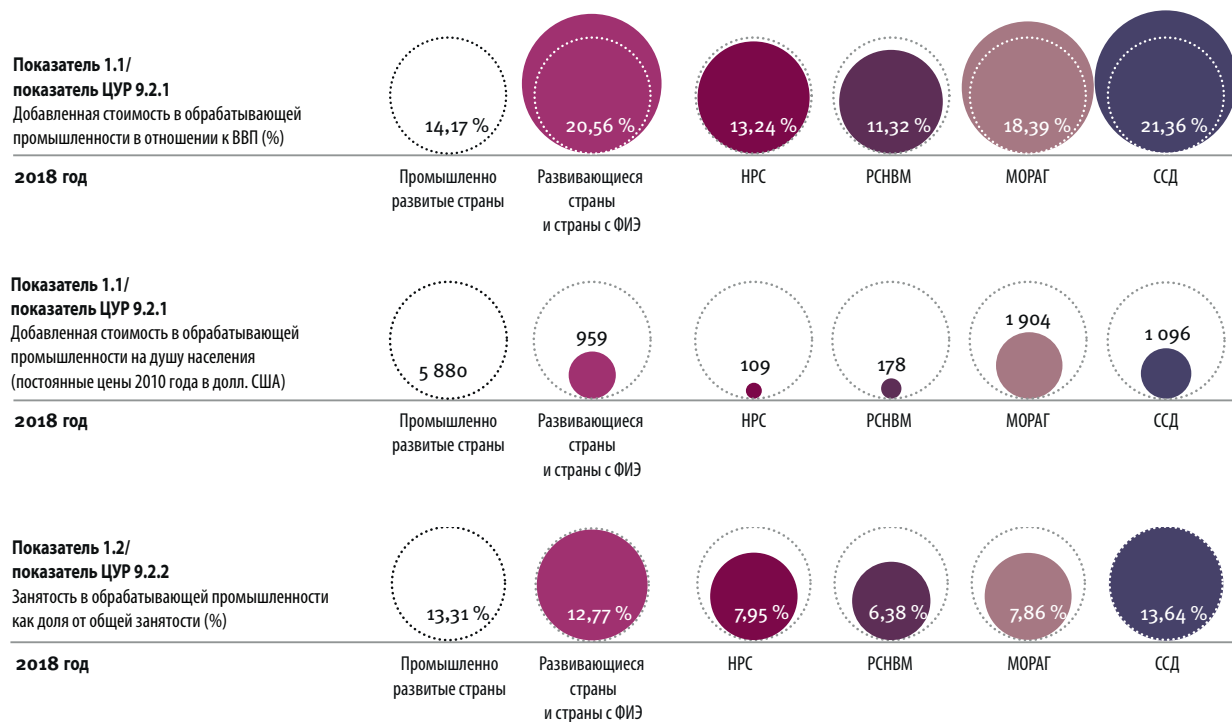 Показатель 1.1/
показатель ЦУР 9.2.1
Добавленная стоимость в обрабатывающей
промышленности в отношении к ВВП (%)
14,17 %
20,56 %
13,24 %
11,32 %
18,39 %
21,36 %
2018 год
Промышленно
развитые страны
Развивающиеся
страны
и страны с ФИЭ
НРС
РСНВМ
МОРАГ
ССД
Показатель 1.1/
показатель ЦУР 9.2.1
Добавленная стоимость в обрабатывающей
промышленности на душу населения
(постоянные цены 2010 года в долл. США)
5 880
959
109
178
1 904
1 096
2018 год
Промышленно
развитые страны
Развивающиеся
страны
и страны с ФИЭ
НРС
РСНВМ
МОРАГ
ССД
Показатель 1.2/
показатель ЦУР 9.2.2
Занятость в обрабатывающей промышленности
как доля от общей занятости (%)
13,31 %
12,77 %
7,95 %
6,38 %
7,86 %
13,64 %
2018 год
Промышленно
развитые страны
Развивающиеся
страны
и страны с ФИЭ
НРС
РСНВМ
МОРАГ
ССД